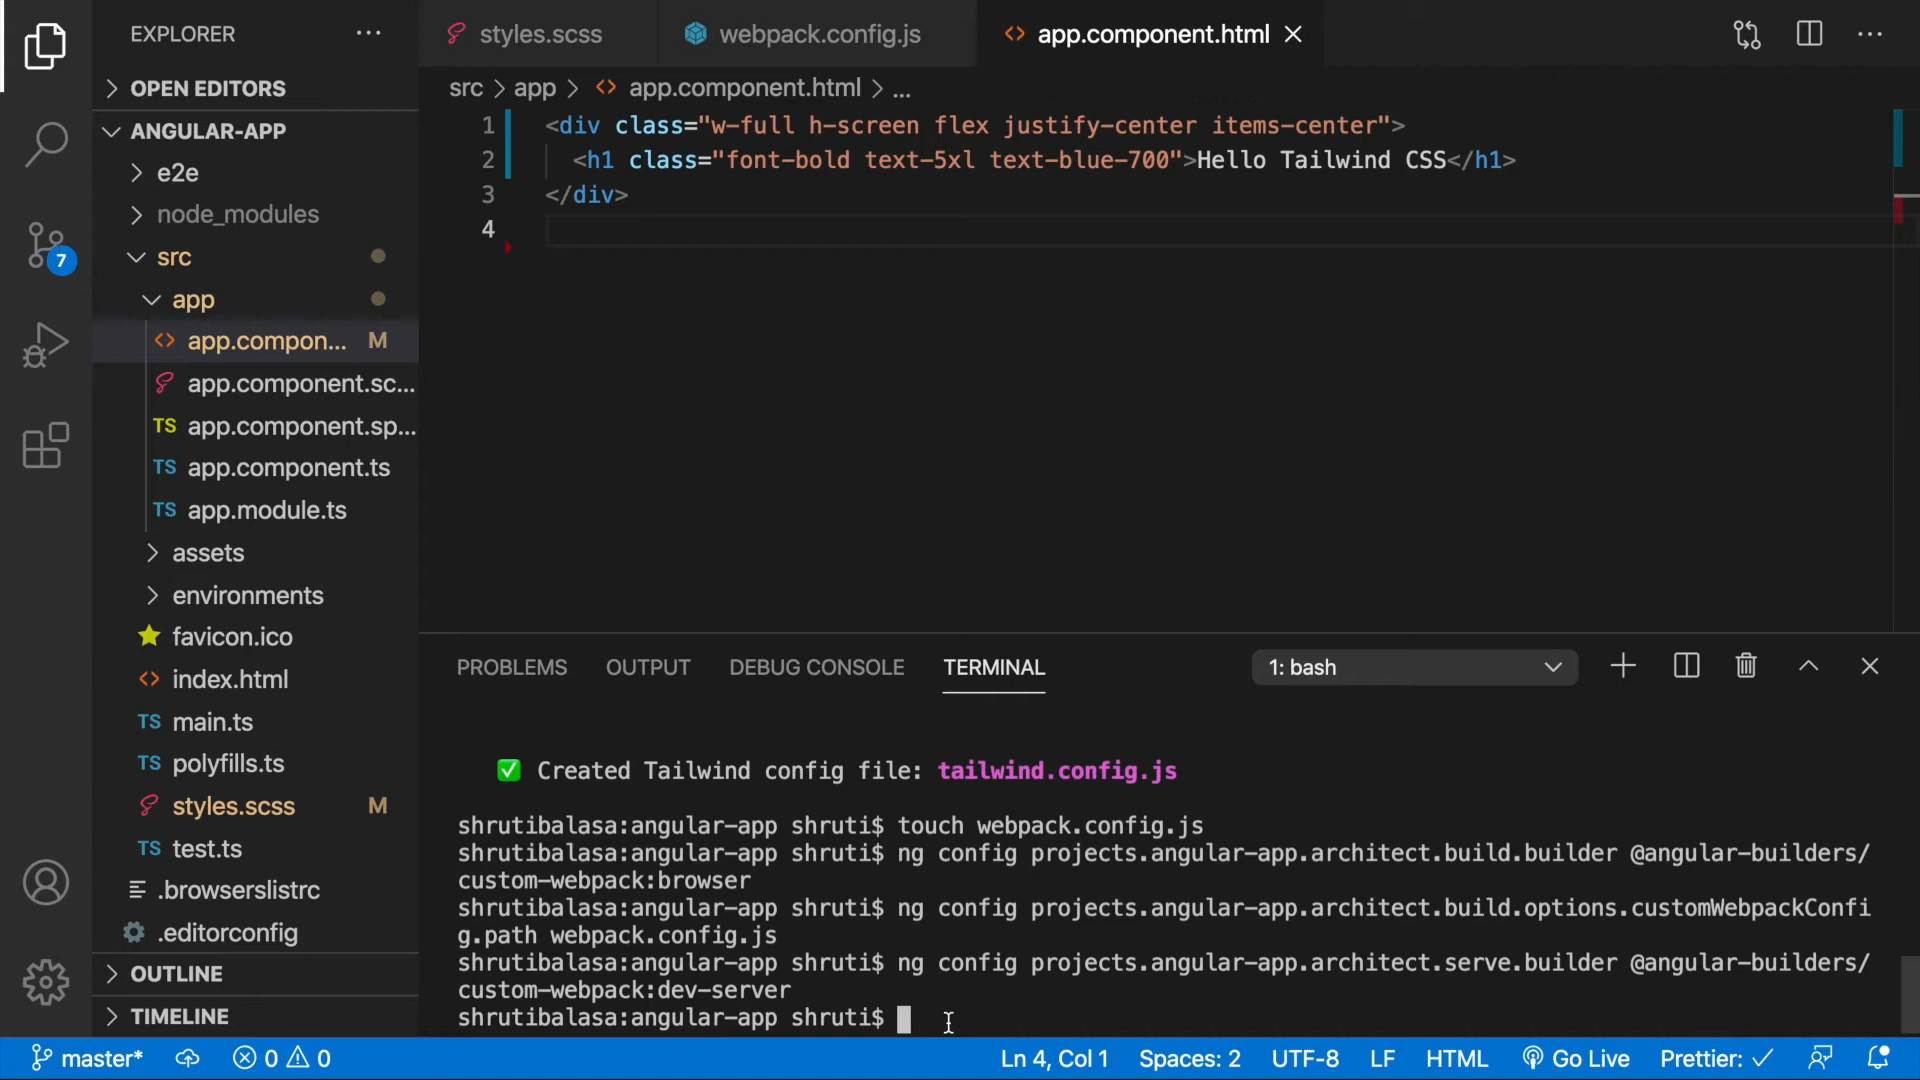 EXPLORER
styles.scss
webpack.config.js
app.component.html
OPEN EDITORS
src > app > app.component.html > ...
ANGULAR-APP
e2e
node_modules
src
app
app.compon... M
app.component.sc...
TS app.component.sp...
TS app.component.ts
TS app.module.ts
assets
environments
favicon.ico
index.html
TS main.ts
TS polyfills.ts
styles.scss M
TS test.ts
.browserslistrc
.editorconfig
OUTLINE
TIMELINE
7
1 <div class="w-full h-screen flex justify-center items-center">
2 <h1 class="font-bold text-5xl text-blue-700">Hello Tailwind CSS</h1>
3 </div>
4
PROBLEMS OUTPUT DEBUG CONSOLE TERMINAL 1: bash
✅ Created Tailwind config file: tailwind.config.js
shrutibalasa:angular-app shruti$ touch webpack.config.js
shrutibalasa:angular-app shruti$ ng config projects.angular-app.architect.build.builder @angular-builders/
custom-webpack:browser
shrutibalasa:angular-app shruti$ ng config projects.angular-app.architect.build.options.customWebpackConfi
g.path webpack.config.js
shrutibalasa:angular-app shruti$ ng config projects.angular-app.architect.serve.builder @angular-builders/
custom-webpack:dev-server
shrutibalasa:angular-app shruti$
master* 0 0 Ln 4, Col 1 Spaces: 2 UTF-8 LF HTML Go Live Prettier: ✓